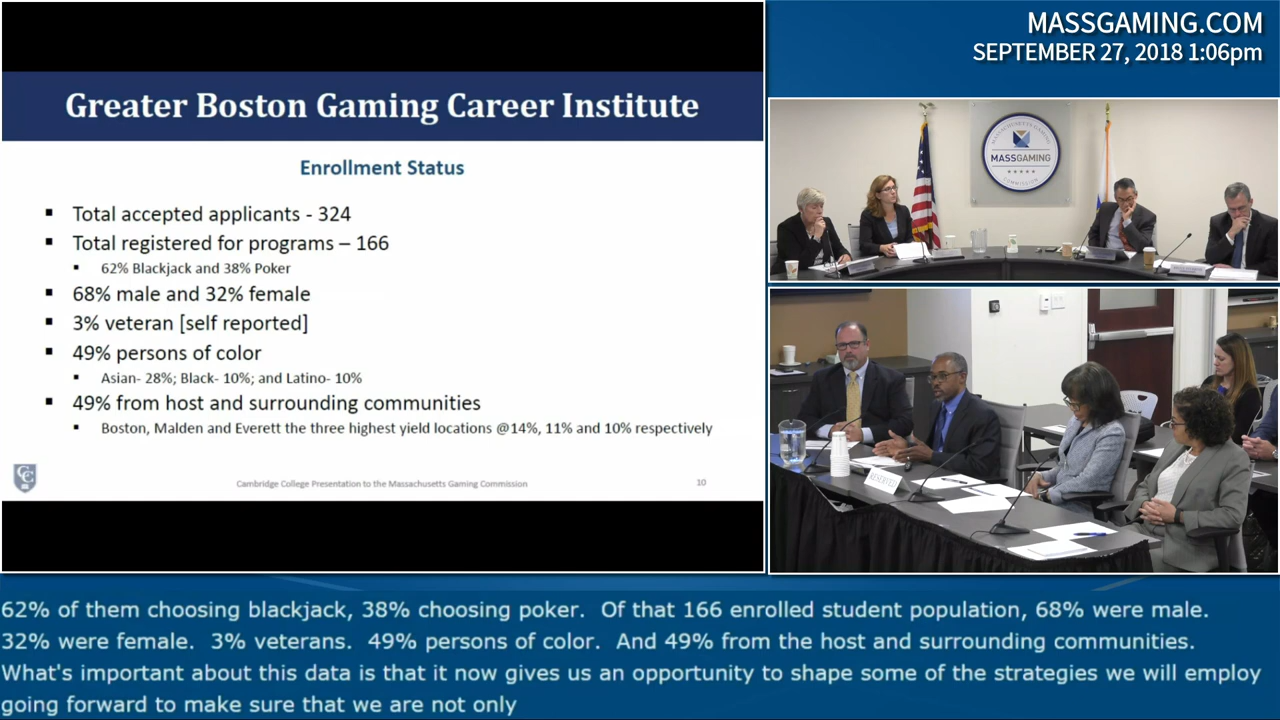 MASSGAMING.COM
SEPTEMBER 27, 2018 1:06pm
Greater Boston Gaming Career Institute
Enrollment Status
▪ Total accepted applicants - 324
▪ Total registered for programs – 166
▪ 62% Blackjack and 38% Poker
▪ 68% male and 32% female
▪ 3% veteran [self reported]
▪ 49% persons of color
▪ Asian- 28%; Black- 10%; and Latino- 10%
▪ 49% from host and surrounding communities
▪ Boston, Malden and Everett the three highest yield locations @14%, 11% and 10% respectively
Cambridge College Presentation to the Massachusetts Gaming Commission
10
MASSACHUSETTS GAMING
MASSGAMING
COMMISSION
RESERVED
62% of them choosing blackjack, 38% choosing poker.  Of that 166 enrolled student population, 68% were male.
32% were female.  3% veterans.  49% persons of color.  And 49% from the host and surrounding communities.
What's important about this data is that it now gives us an opportunity to shape some of the strategies we will employ
going forward to make sure that we are not only